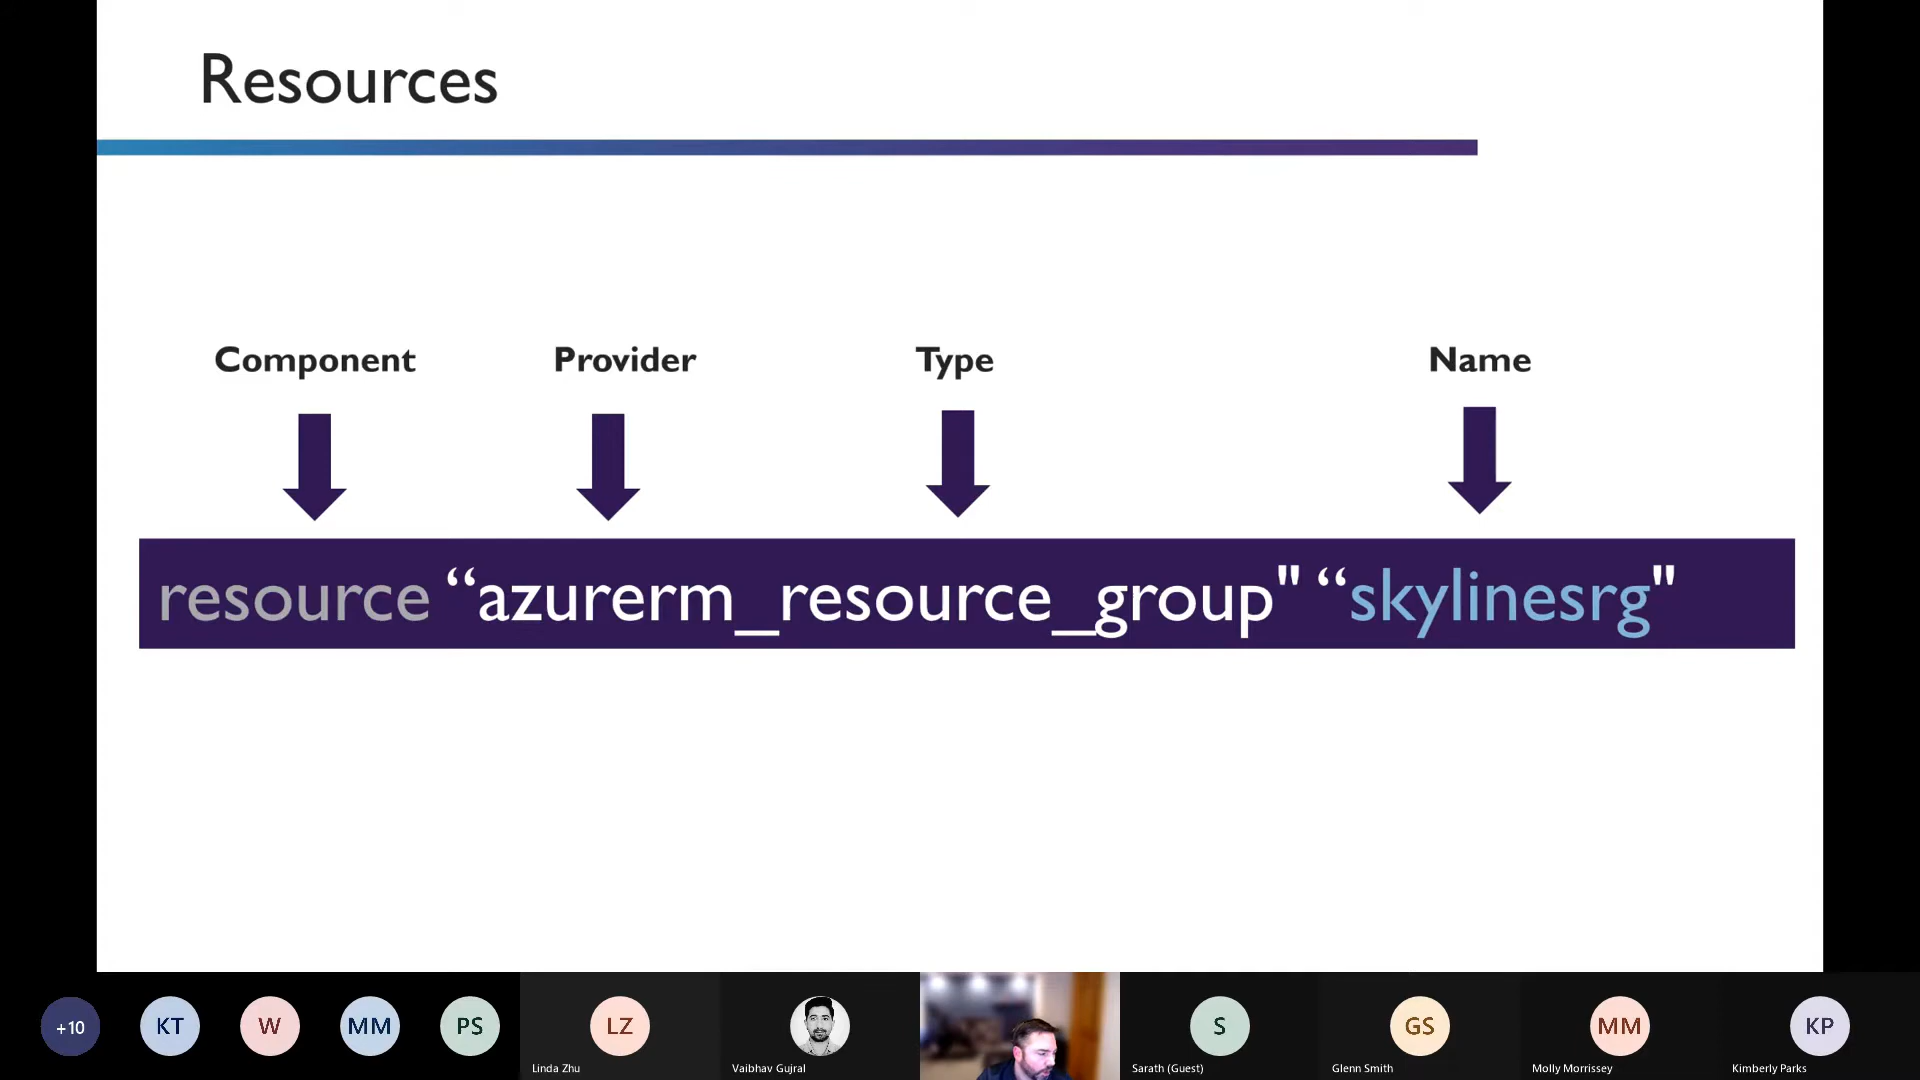 Resources
Component Provider Type Name
resource “azurerm_resource_group" “skylinesrg"
+10 KT W MM PS LZ S GS MM KP
Linda Zhu Vaibhav Gujral Sarath (Guest) Glenn Smith Molly Morrissey Kimberly Parks